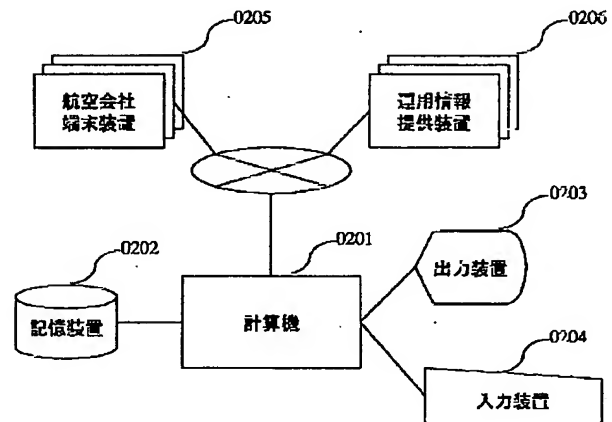 0205
0206
航空会社
端末装置
運用情報
提供装置
0203
0201
0202
出力装置
記憶装置
計算機
0204
入力装置